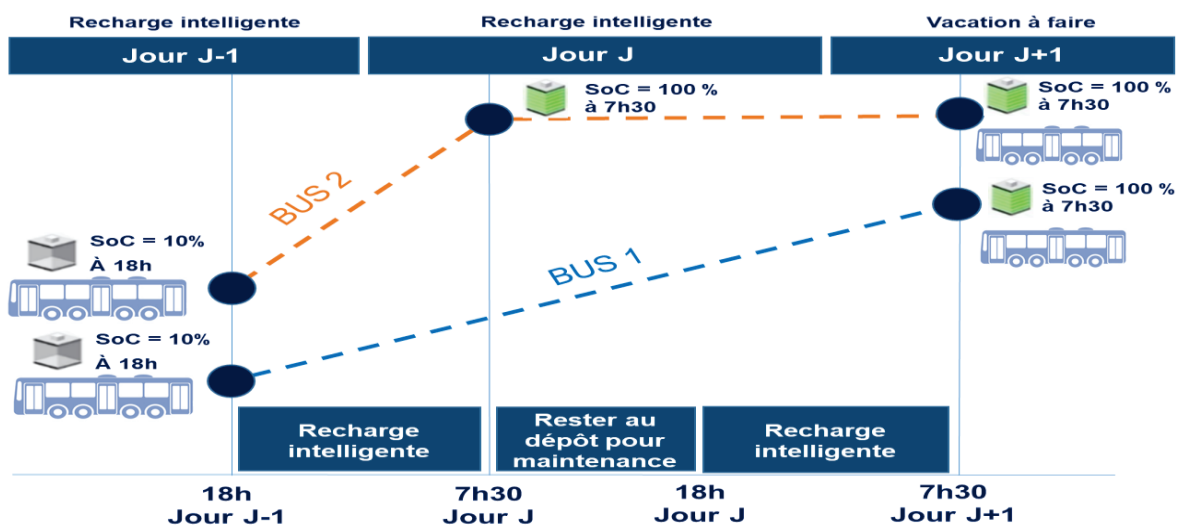 Recharge intelligente
Recharge intelligente
Vacation à faire
Jour J-1
Jour J
Jour J+1
SoC = 100 %
à 7h30
SoC = 100 %
à 7h30
BUS 2
SoC = 100 %
à 7h30
SoC = 10%
À 18h
BUS 1
SoC = 10%
À 18h
Recharge
intelligente
Rester au
dépôt pour
maintenance
Recharge
intelligente
18h
Jour J-1
7h30
Jour J
18h
Jour J
7h30
Jour J+1